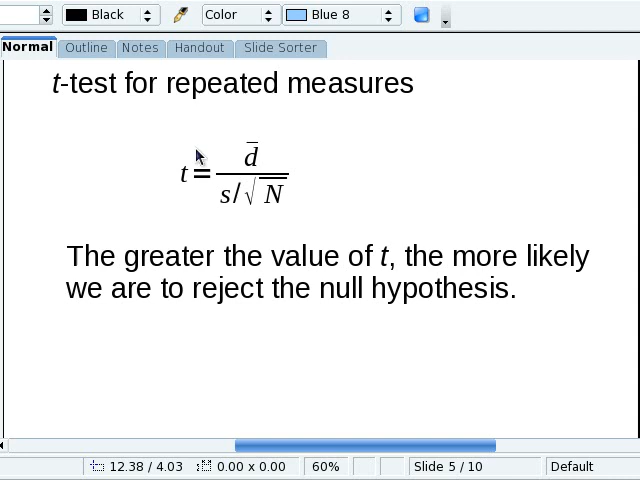 Black Color Blue 8
Normal Outline Notes Handout Slide Sorter
t-test for repeated measures
t = d̄ / (s/√N)
The greater the value of t, the more likely
we are to reject the null hypothesis.
12.38 / 4.03 0.00 x 0.00 60% Slide 5 / 10 Default